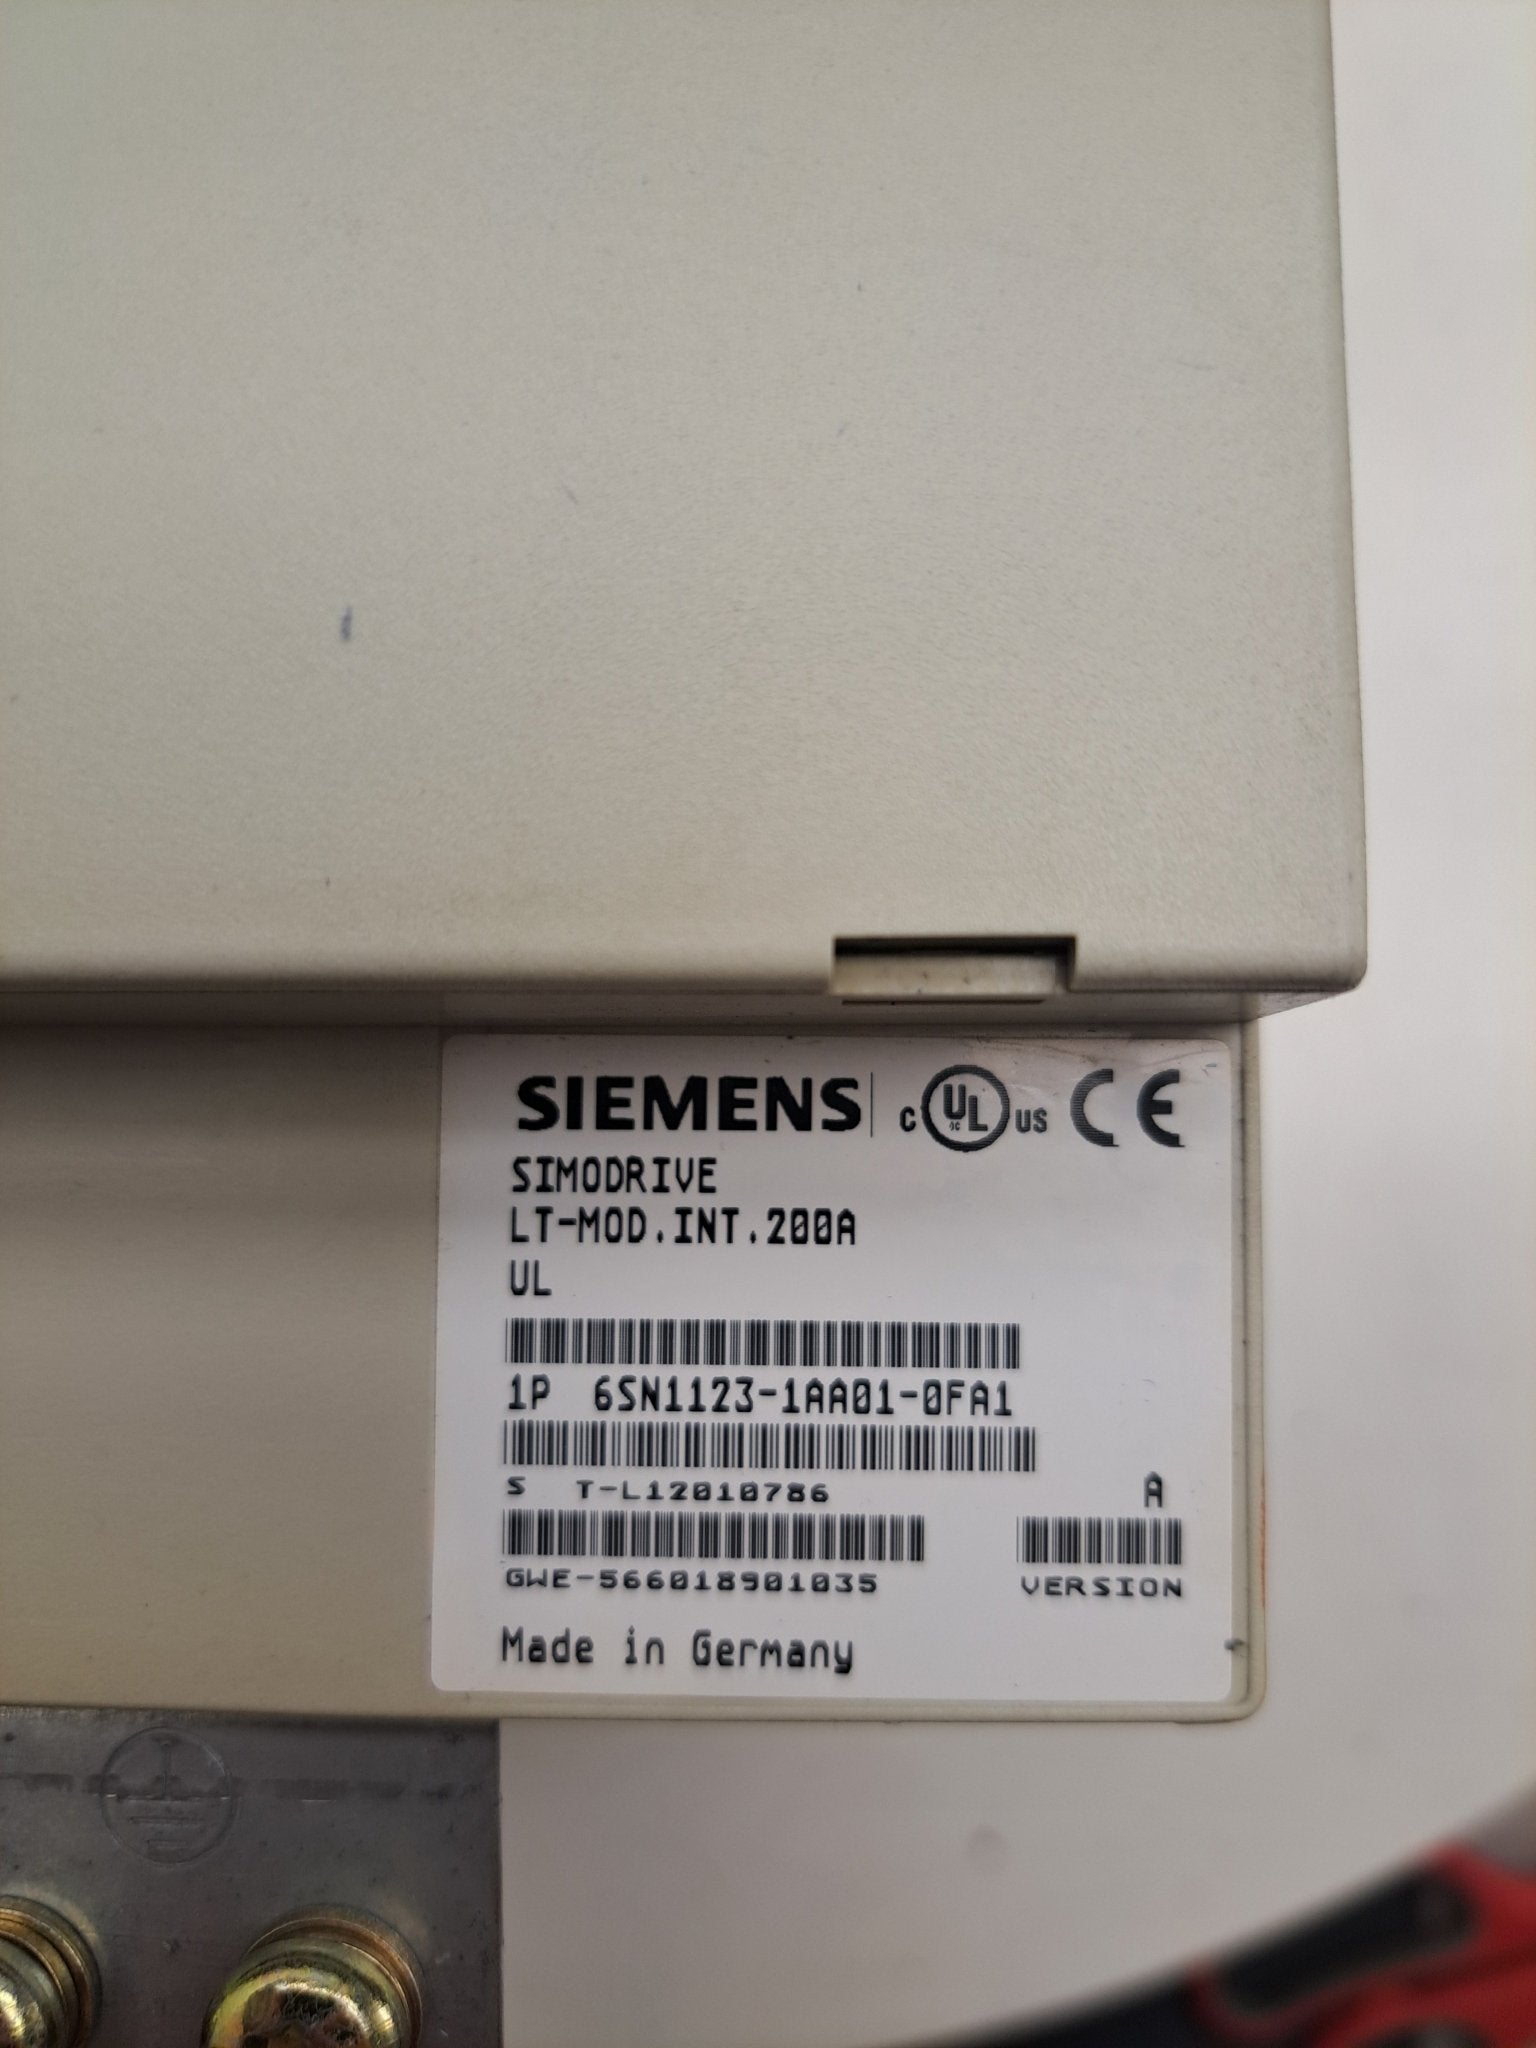 SIEMENS c UL us CE
SIMODRIVE
LT-MOD.INT.200A
UL
1P 6SN1123-1AA01-0FA1
S T-L12010786 A
GWE-566018901035 VERSION
Made in Germany